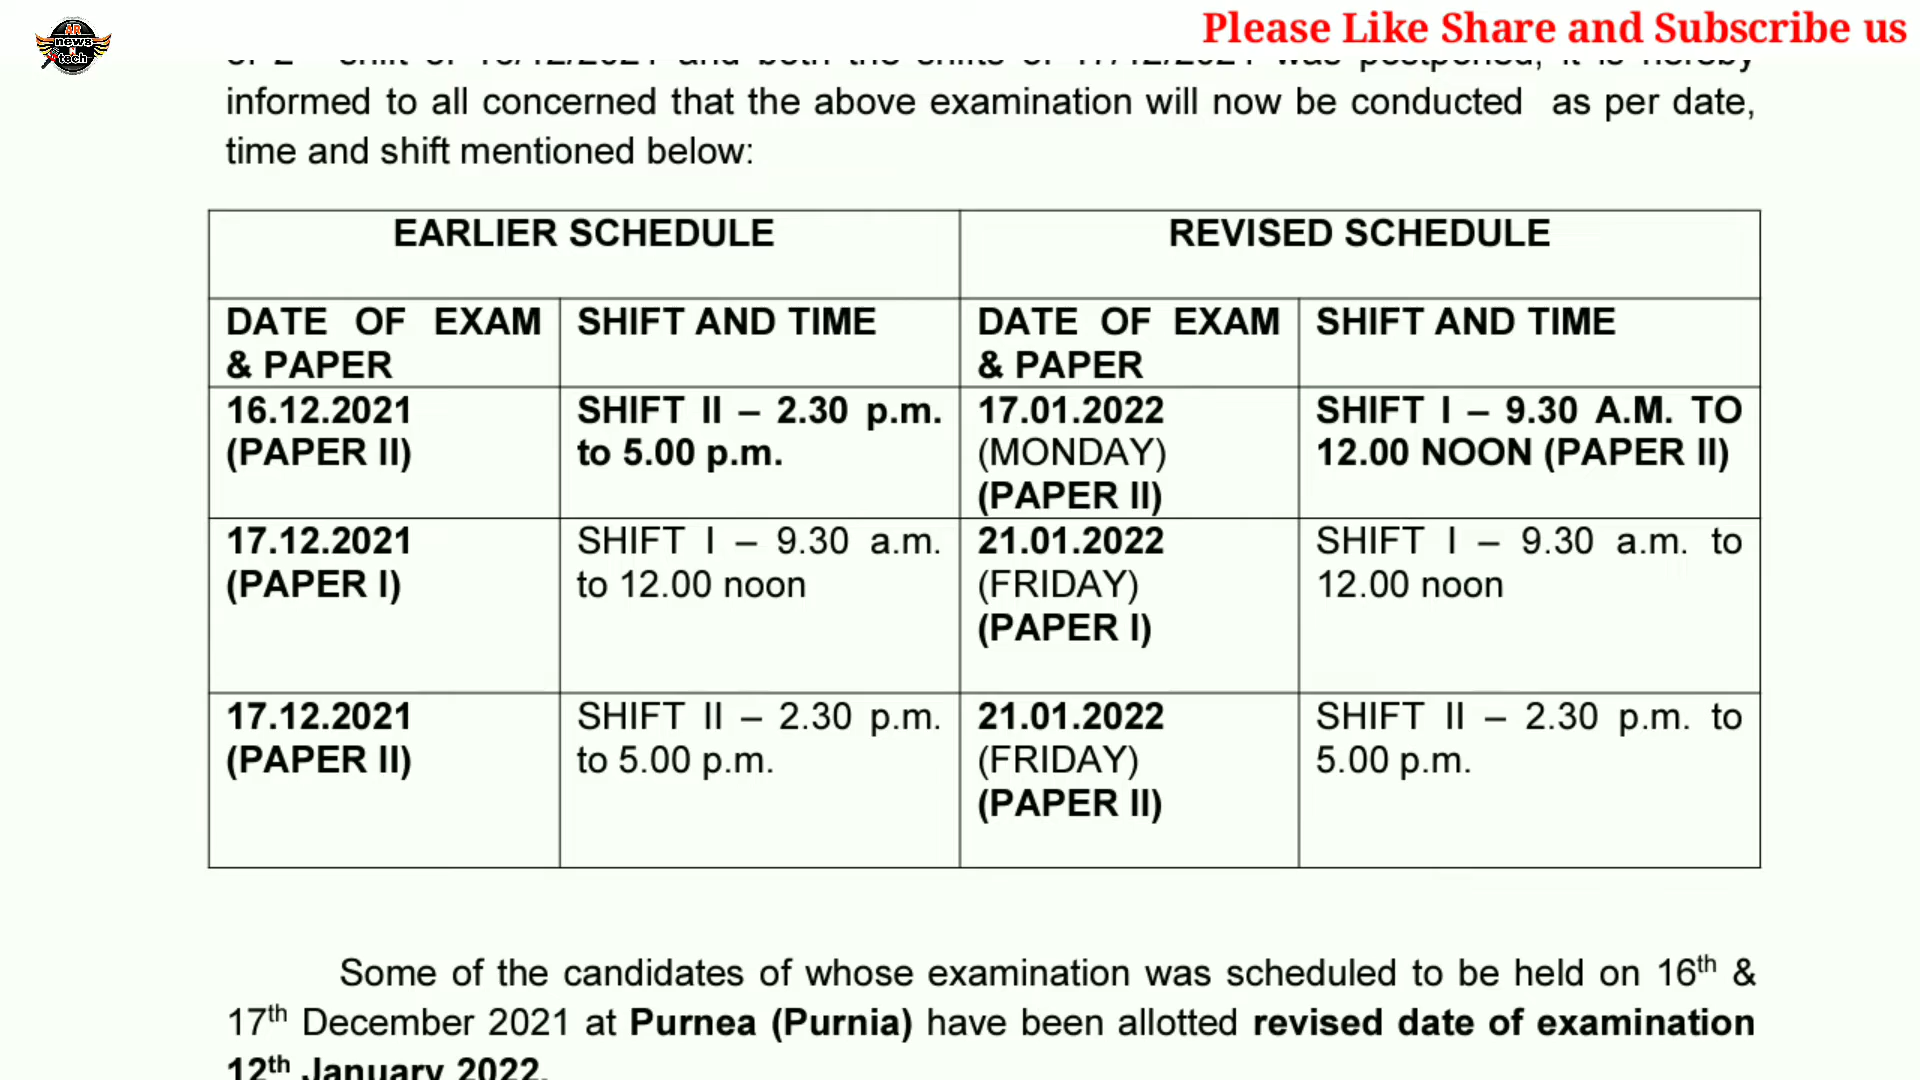 AR
news
N
tech
Please Like Share and Subscribe us
informed to all concerned that the above examination will now be conducted as per date,
time and shift mentioned below:
EARLIER SCHEDULE
REVISED SCHEDULE
DATE OF EXAM
& PAPER
SHIFT AND TIME
DATE OF EXAM
& PAPER
SHIFT AND TIME
16.12.2021
(PAPER II)
SHIFT II – 2.30 p.m.
to 5.00 p.m.
17.01.2022
(MONDAY)
(PAPER II)
SHIFT I – 9.30 A.M. TO
12.00 NOON (PAPER II)
17.12.2021
(PAPER I)
SHIFT I – 9.30 a.m.
to 12.00 noon
21.01.2022
(FRIDAY)
(PAPER I)
SHIFT I – 9.30 a.m. to
12.00 noon
17.12.2021
(PAPER II)
SHIFT II – 2.30 p.m.
to 5.00 p.m.
21.01.2022
(FRIDAY)
(PAPER II)
SHIFT II – 2.30 p.m. to
5.00 p.m.
Some of the candidates of whose examination was scheduled to be held on 16th &
17th December 2021 at Purnea (Purnia) have been allotted revised date of examination
12th January 2022.